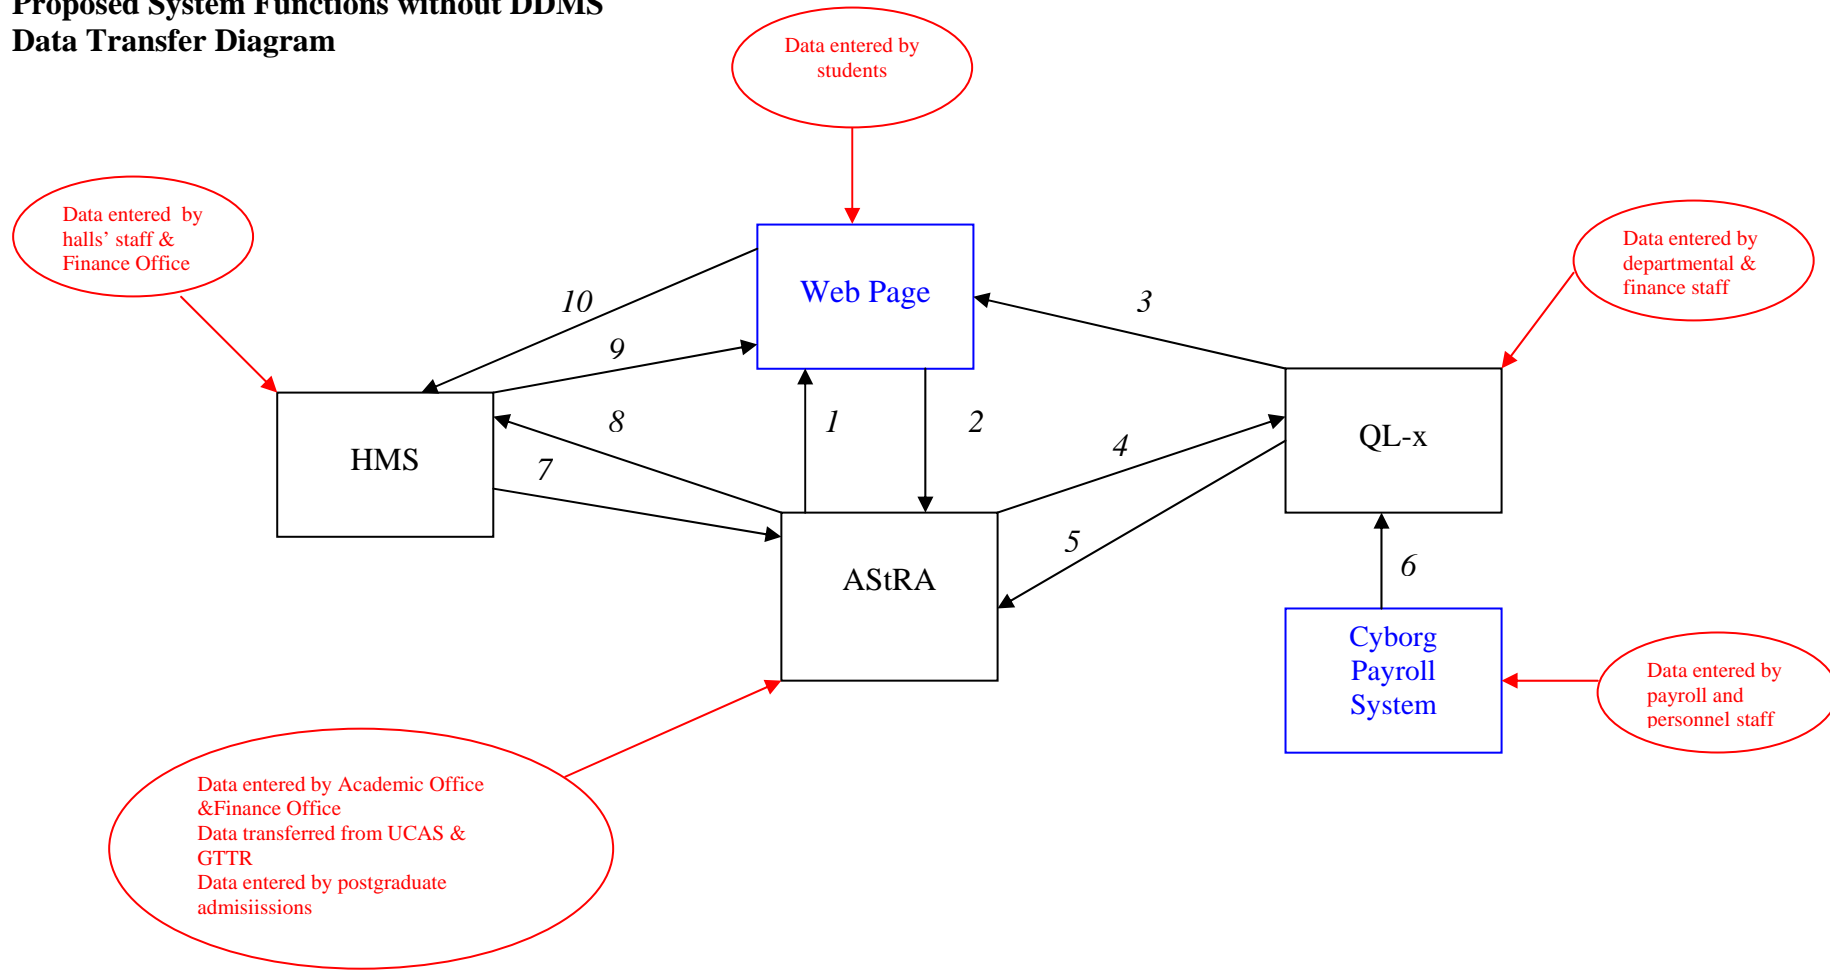 Proposed System Functions without DDMS
Data Transfer Diagram
Data entered by
students
Data entered by
halls' staff &
Finance Office
Data entered by
departmental &
finance staff
Web Page
10
9
3
8
1
2
4
7
HMS
QL-x
5
6
AStRA
Cyborg
Payroll
System
Data entered by
payroll and
personnel staff
Data entered by Academic Office
&Finance Office
Data transferred from UCAS &
GTTR
Data entered by postgraduate
admisiissions